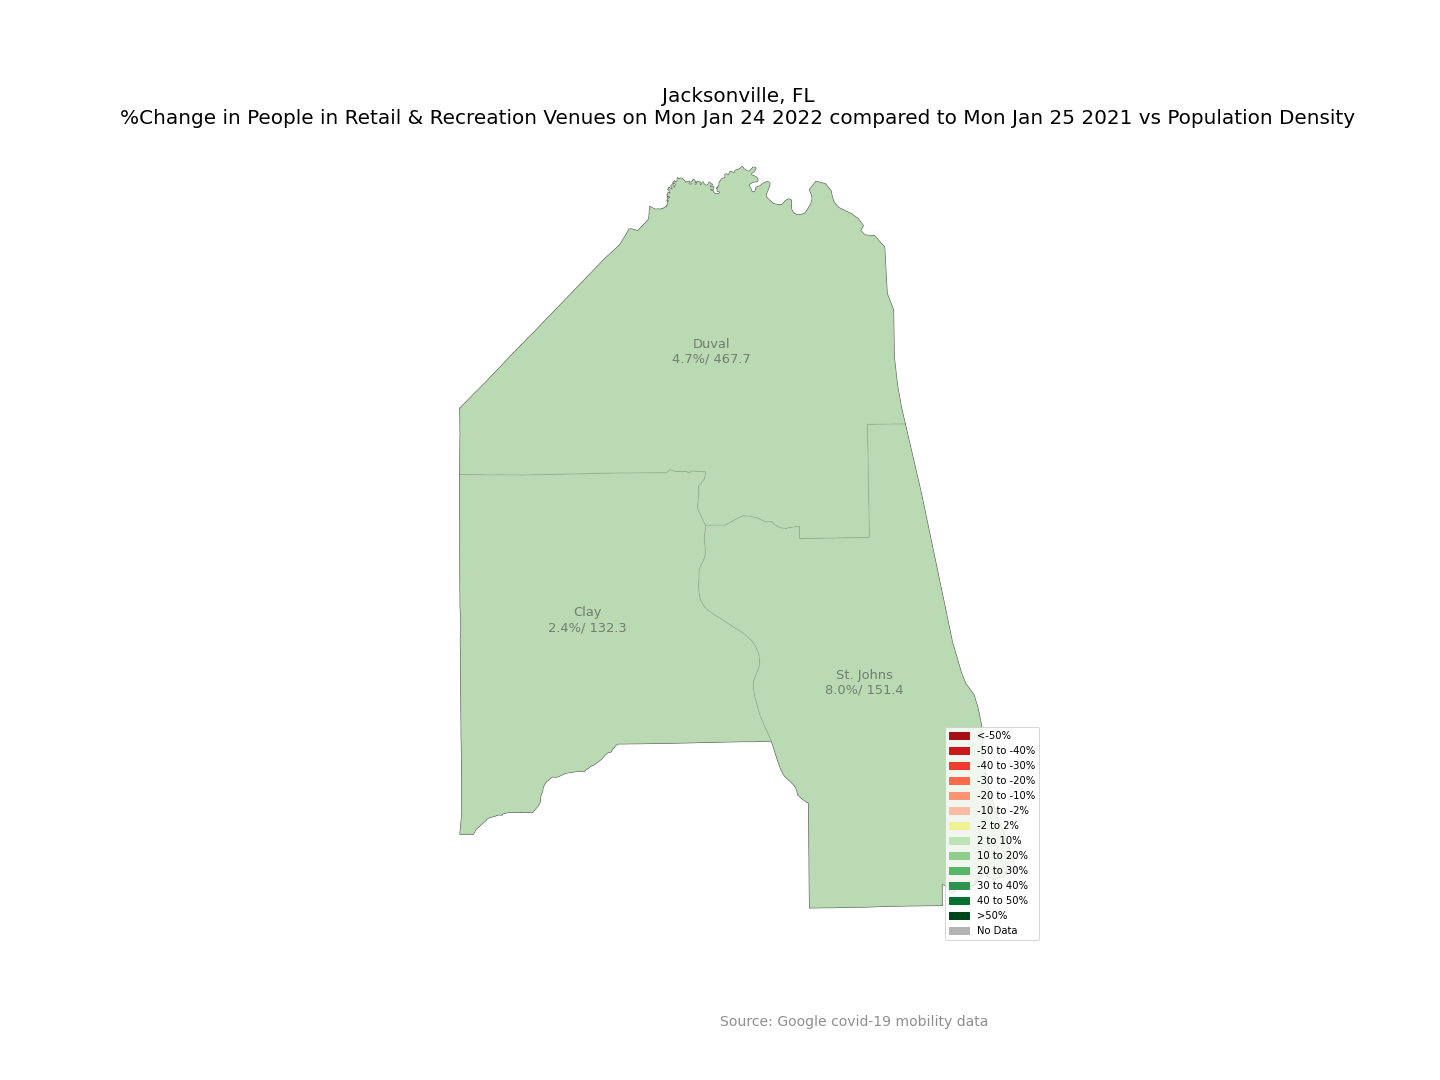 Jacksonville, FL
%Change in People in Retail & Recreation Venues on Mon Jan 24 2022 compared to Mon Jan 25 2021 vs Population Density
Duval
4.7%/ 467.7
Clay
2.4%/ 132.3
St. Johns
8.0%/ 151.4
<-50%
-50 to -40%
-40 to -30%
-30 to -20%
-20 to -10%
-10 to -2%
-2 to 2%
2 to 10%
10 to 20%
20 to 30%
30 to 40%
40 to 50%
>50%
No Data
Source: Google covid-19 mobility data